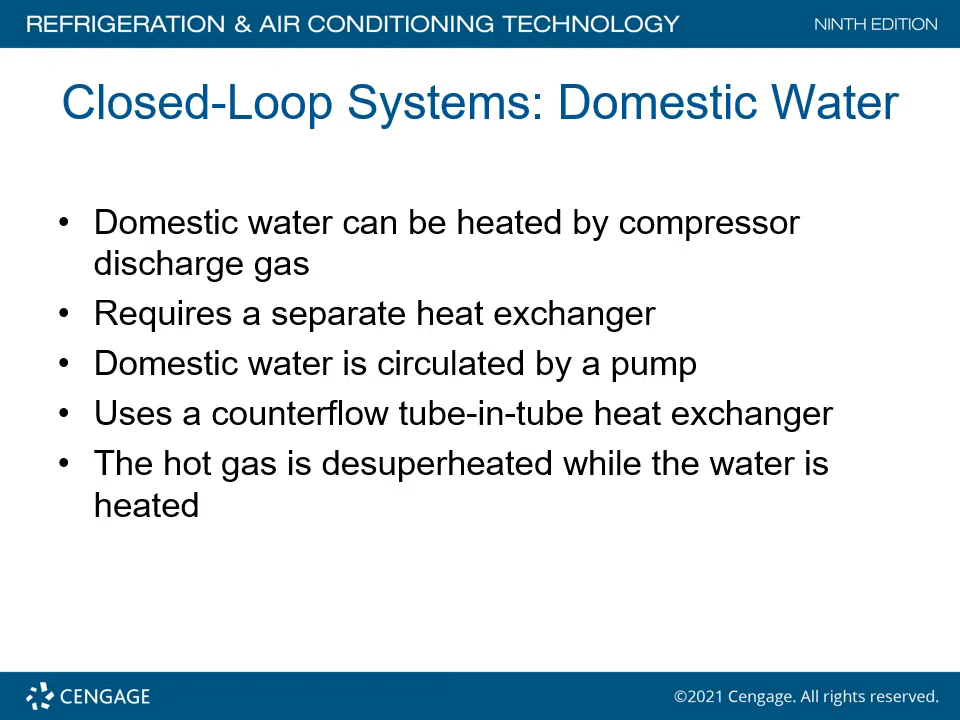 REFRIGERATION & AIR CONDITIONING TECHNOLOGY
NINTH EDITION
Closed-Loop Systems: Domestic Water
• Domestic water can be heated by compressor
discharge gas
• Requires a separate heat exchanger
• Domestic water is circulated by a pump
• Uses a counterflow tube-in-tube heat exchanger
• The hot gas is desuperheated while the water is
heated
CENGAGE
©2021 Cengage. All rights reserved.